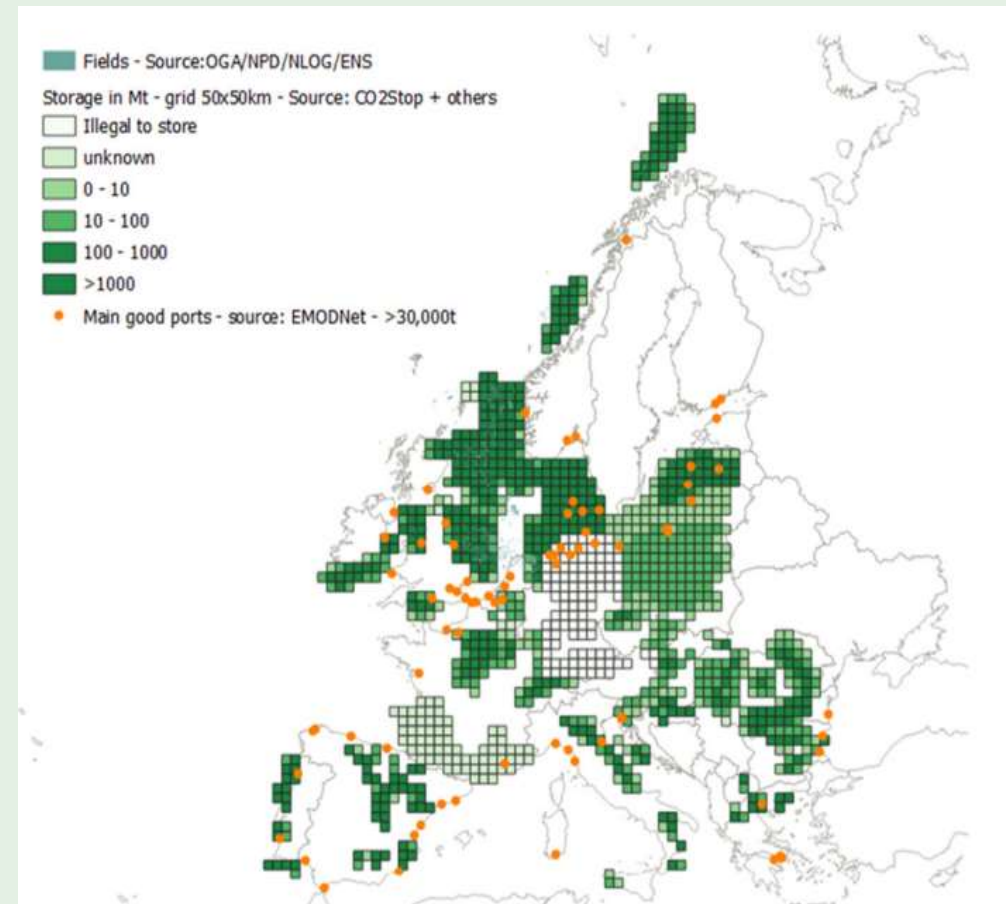 Fields - Source:OGA/NPD/NLOG/ENS
Storage in Mt - grid 50x50km - Source: CO2Stop + others
Illegal to store
unknown
0 - 10
10 - 100
100 - 1000
>1000
Main good ports - source: EMODNet - >30,000t